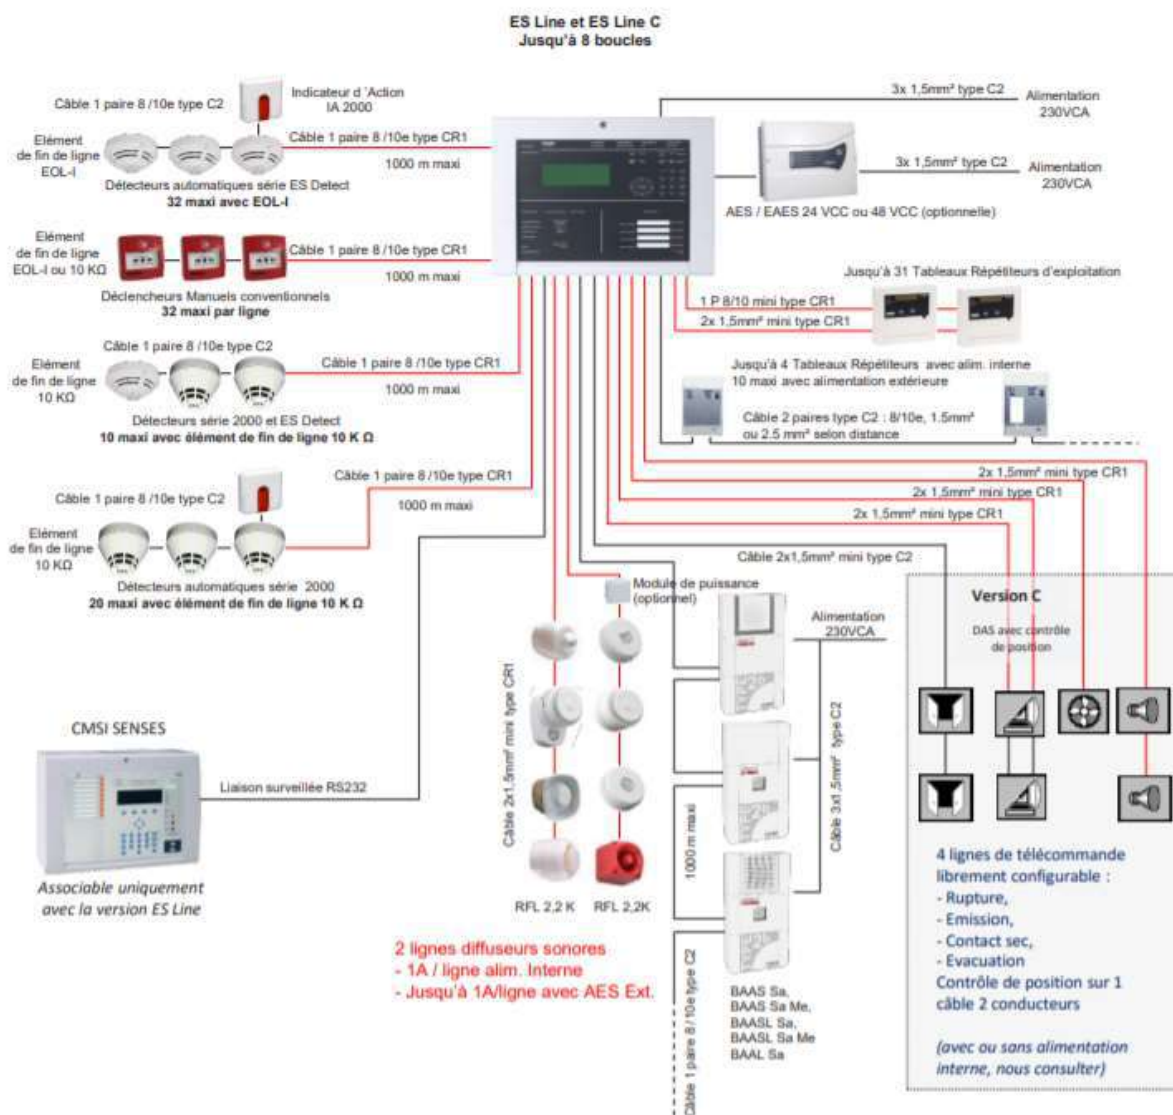 ES Line et ES Line C
Jusqu'à 8 boucles
Câble 1 paire 8 /10e type C2
Indicateur d 'Action
IA 2000
Elément
de fin de ligne
EOL-I
Câble 1 paire 8 /10e type CR1
1000 m maxi
Détecteurs automatiques série ES Detect
32 maxi avec EOL-I
3x 1,5mm² type C2
Alimentation
230VCA
3x 1,5mm² type C2
Alimentation
230VCA
AES / EAES 24 VCC ou 48 VCC (optionnelle)
Elément
de fin de ligne
EOL-I ou 10 KΩ
Câble 1 paire 8 /10e type CR1
1000 m maxi
Déclencheurs Manuels conventionnels
32 maxi par ligne
Jusqu'à 31 Tableaux Répétiteurs d'exploitation
1 P 8/10 mini type CR1
2x 1,5mm² mini type CR1
Câble 1 paire 8 /10e type C2
Elément
de fin de ligne
10 KΩ
Câble 1 paire 8 /10e type CR1
1000 m maxi
Détecteurs série 2000 et ES Detect
10 maxi avec élément de fin de ligne 10 K Ω
Jusqu'à 4 Tableaux Répétiteurs avec alim. interne
10 maxi avec alimentation extérieure
Câble 2 paires type C2 : 8/10e, 1.5mm²
ou 2.5 mm² selon distance
Câble 1 paire 8 /10e type CR1
1000 m maxi
Câble 1 paire 8 /10e type C2
Elément
de fin de ligne
10 KΩ
Détecteurs automatiques série 2000
20 maxi avec élément de fin de ligne 10 K Ω
2x 1,5mm² mini type CR1
2x 1,5mm² mini type CR1
2x 1,5mm² mini type CR1
Câble 2x1,5mm² mini type C2
Module de puissance
(optionnel)
Alimentation
230VCA
Câble 2x1,5mm² mini type CR1
Câble 3x1,5mm² type C2
1000 m maxi
Câble 1 paire 8 /10e type C2
RFL 2,2 K
RFL 2,2K
CMSI SENSES
Liaison surveillée RS232
Associable uniquement
avec la version ES Line
2 lignes diffuseurs sonores
- 1A / ligne alim. Interne
- Jusqu'à 1A/ligne avec AES Ext.
BAAS Sa,
BAAS Sa Me,
BAASL Sa,
BAASL Sa Me
BAAL Sa
Version C
DAS avec contrôle
de position
4 lignes de télécommande
librement configurable :
- Rupture,
- Emission,
- Contact sec,
- Evacuation
Contrôle de position sur 1
câble 2 conducteurs
(avec ou sans alimentation
interne, nous consulter)